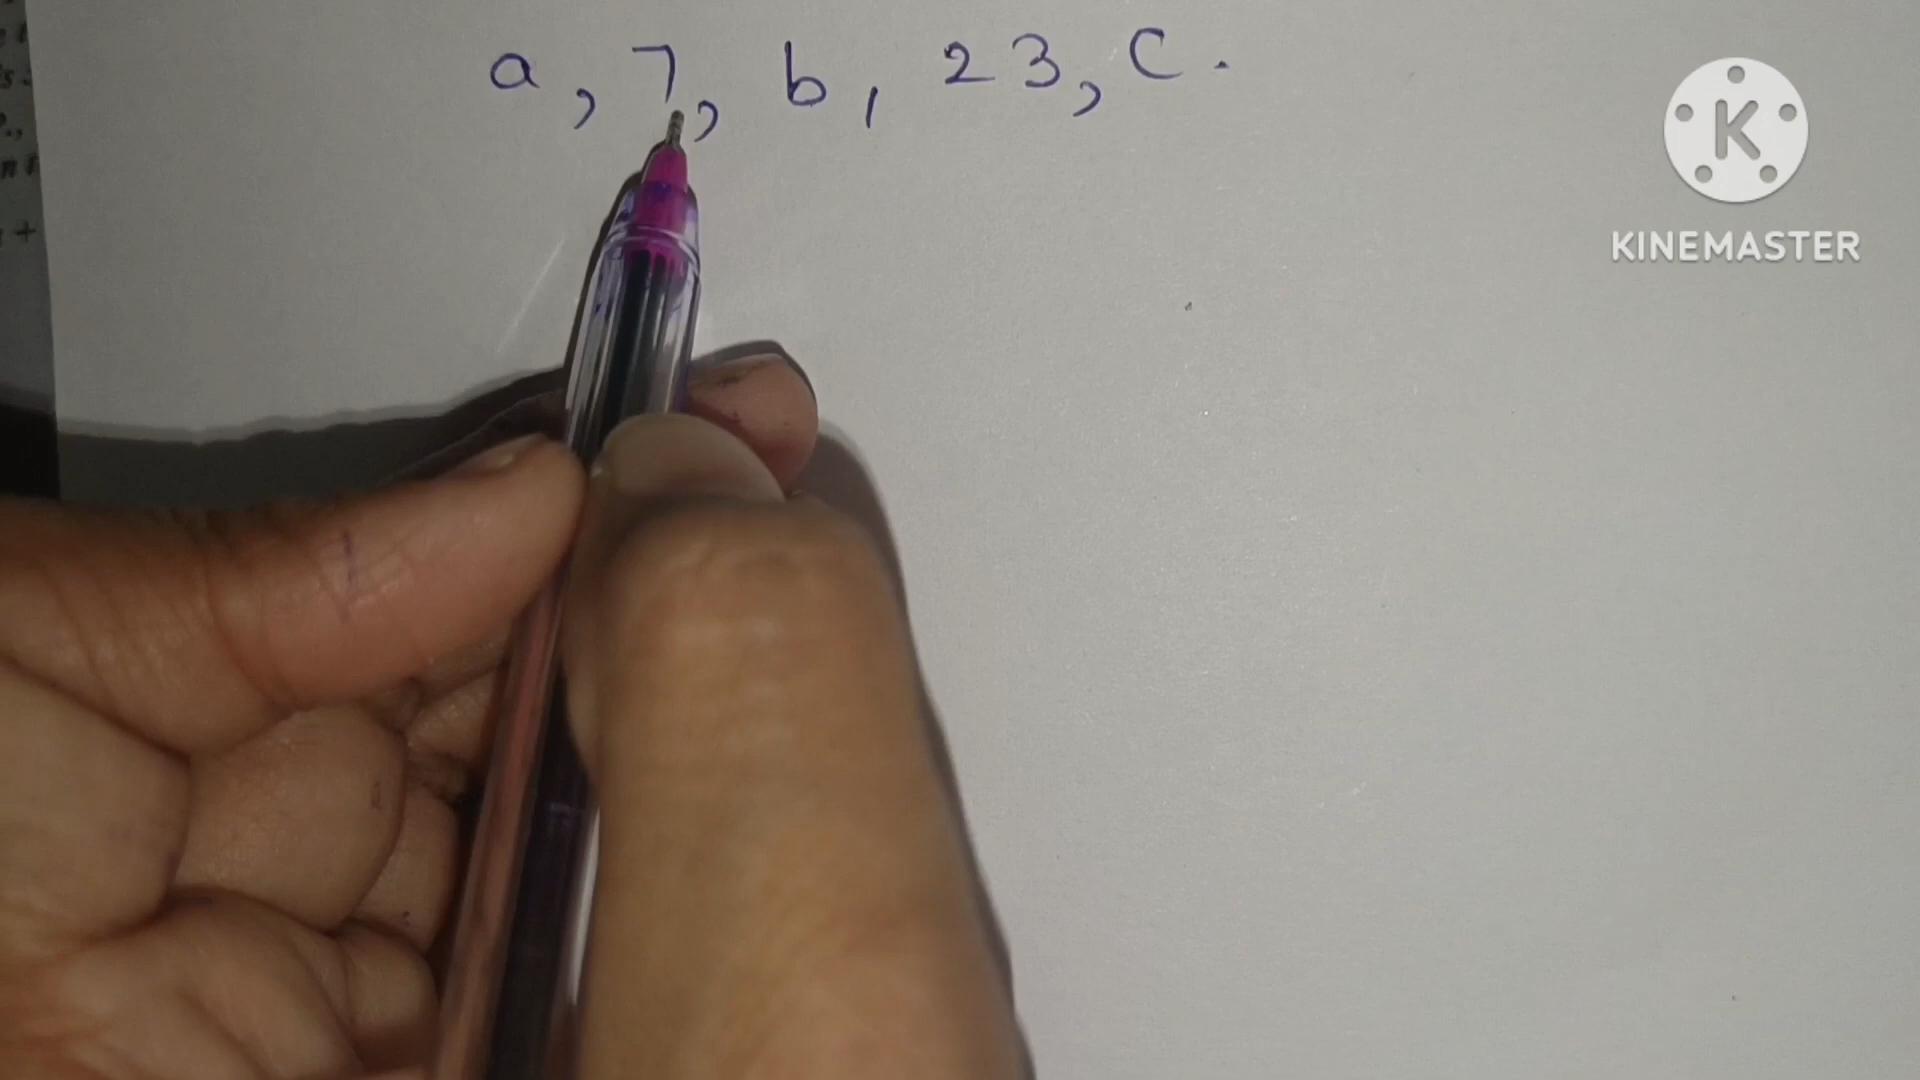 a, 7, b, 23, c.
KINEMASTER